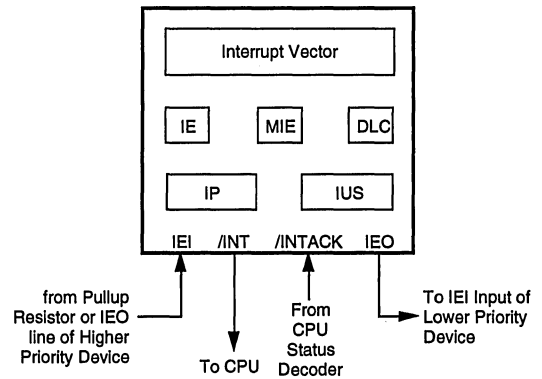 Interrupt Vector
IE
MIE
DLC
IP
IUS
IEI
/INT
/INTACK
IEO
from Pullup
Resistor or IEO
line of Higher
Priority Device
To CPU
From
CPU
Status
Decoder
To IEI Input of
Lower Priority
Device